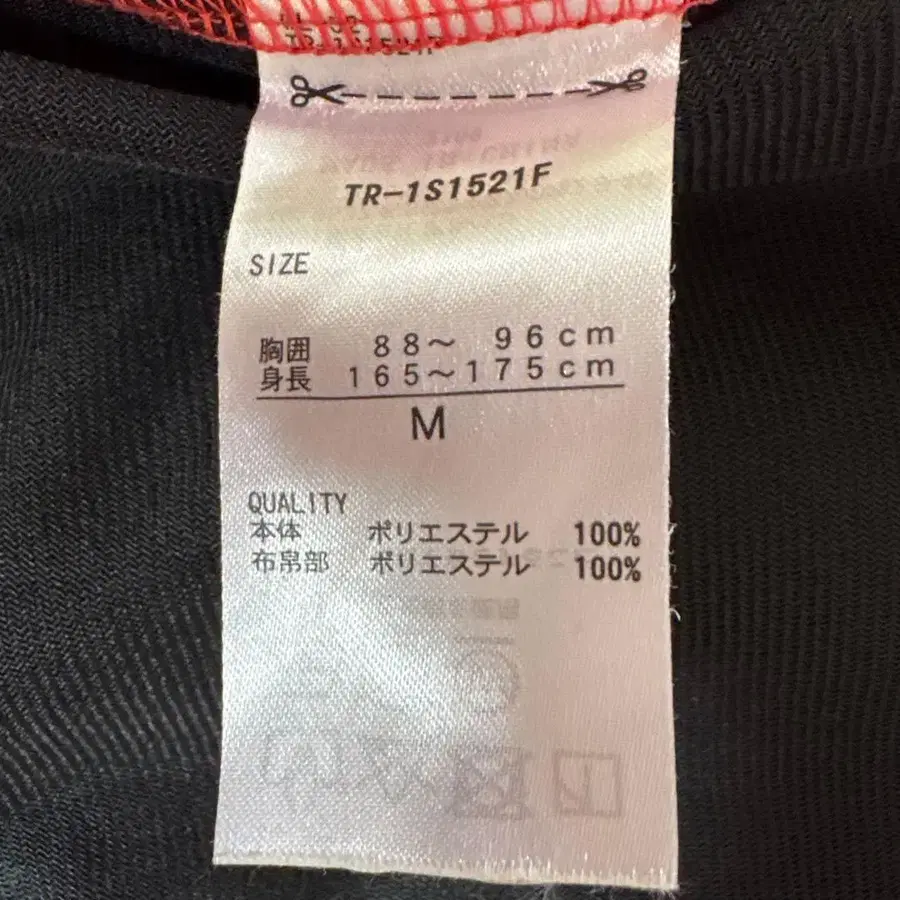 TR-1S1521F
SIZE
胸囲 88～ 96cm
身長 165～175cm
M
QUALITY
本体 ポリエステル 100%
布帛部 ポリエステル 100%